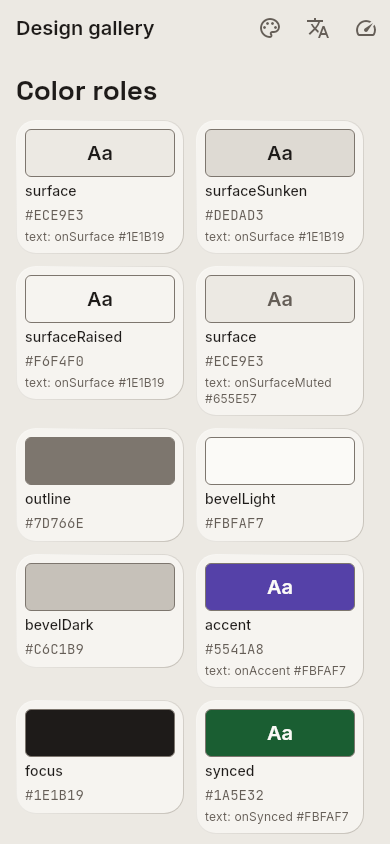 Design gallery
Color roles
Aa
surface
#ECE9E3
text: onSurface #1E1B19
Aa
surfaceSunken
#DEDAD3
text: onSurface #1E1B19
Aa
surfaceRaised
#F6F4F0
text: onSurface #1E1B19
Aa
surface
#ECE9E3
text: onSurfaceMuted
#655E57
outline
#7D766E
bevelLight
#FBFAF7
bevelDark
#C6C1B9
Aa
accent
#5541A8
text: onAccent #FBFAF7
focus
#1E1B19
Aa
synced
#1A5E32
text: onSynced #FBFAF7